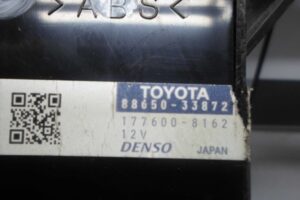 >ABS<
TOYOTA
88650-33872
177600-8162
12V
DENSO JAPAN